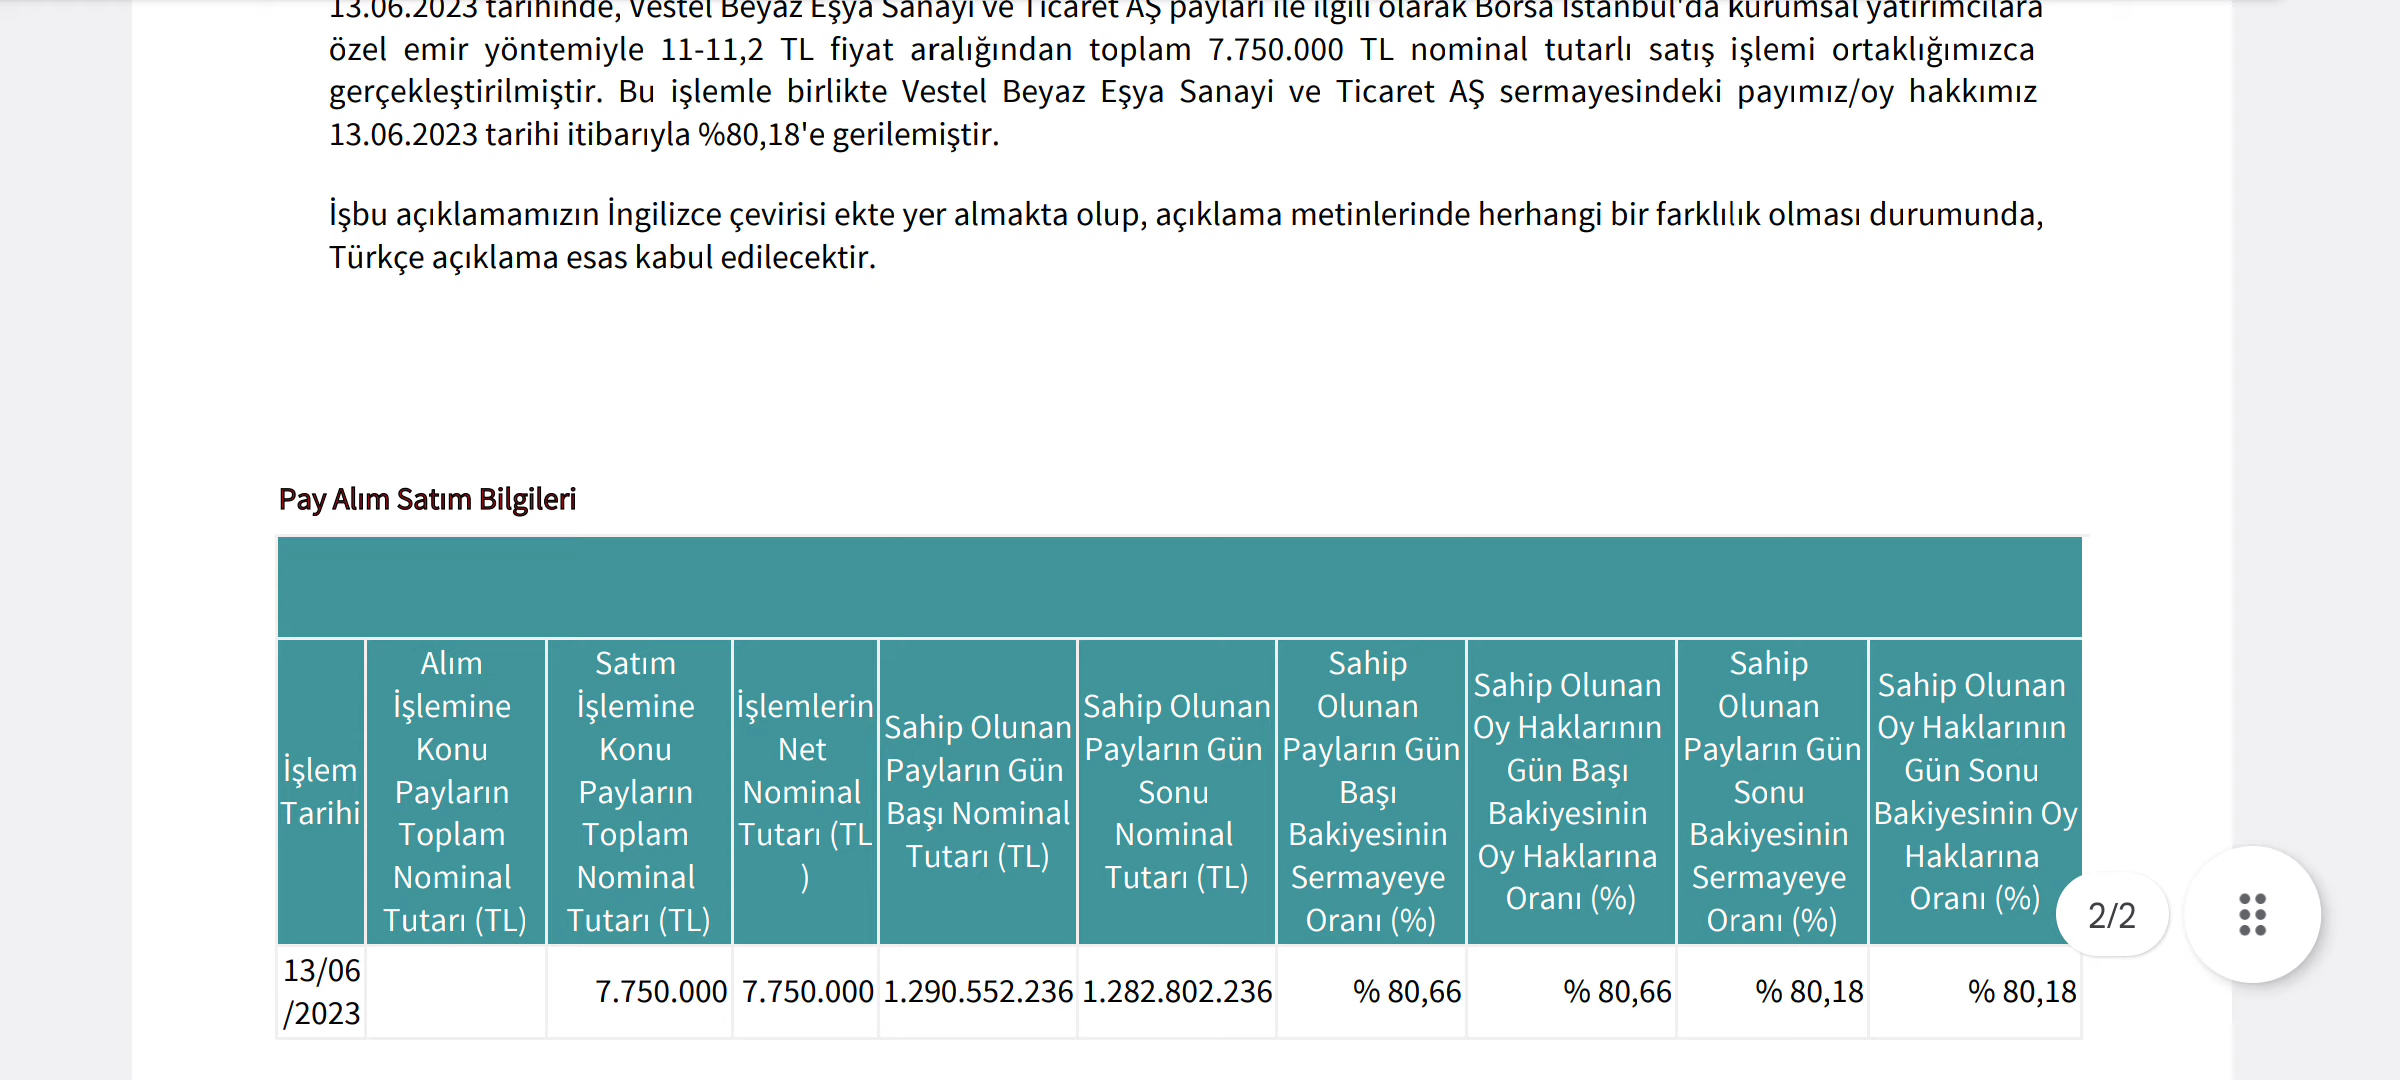 13.06.2023 tarihinde, Vestel Beyaz Eşya Sanayi ve Ticaret AŞ payları ile ilgili olarak Borsa İstanbul'da kurumsal yatırımcılara
özel emir yöntemiyle 11-11,2 TL fiyat aralığından toplam 7.750.000 TL nominal tutarlı satış işlemi ortaklığımızca
gerçekleştirilmiştir. Bu işlemle birlikte Vestel Beyaz Eşya Sanayi ve Ticaret AŞ sermayesindeki payımız/oy hakkımız
13.06.2023 tarihi itibarıyla %80,18'e gerilemiştir.
İşbu açıklamamızın İngilizce çevirisi ekte yer almakta olup, açıklama metinlerinde herhangi bir farklılık olması durumunda,
Türkçe açıklama esas kabul edilecektir.
Pay Alım Satım Bilgileri
İşlem
Tarihi
Alım
İşlemine
Konu
Payların
Toplam
Nominal
Tutarı (TL)
Satım
İşlemine
Konu
Payların
Toplam
Nominal
Tutarı (TL)
İşlemlerin
Net
Nominal
Tutarı (TL
)
Sahip Olunan
Payların Gün
Başı Nominal
Tutarı (TL)
Sahip Olunan
Payların Gün
Sonu
Nominal
Tutarı (TL)
Sahip
Olunan
Payların Gün
Başı
Bakiyesinin
Sermayeye
Oranı (%)
Sahip Olunan
Oy Haklarının
Gün Başı
Bakiyesinin
Oy Haklarına
Oranı (%)
Sahip
Olunan
Payların Gün
Sonu
Bakiyesinin
Sermayeye
Oranı (%)
Sahip Olunan
Oy Haklarının
Gün Sonu
Bakiyesinin Oy
Haklarına
Oranı (%)
13/06
/2023
7.750.000
7.750.000
1.290.552.236
1.282.802.236
% 80,66
% 80,66
% 80,18
% 80,18
2/2